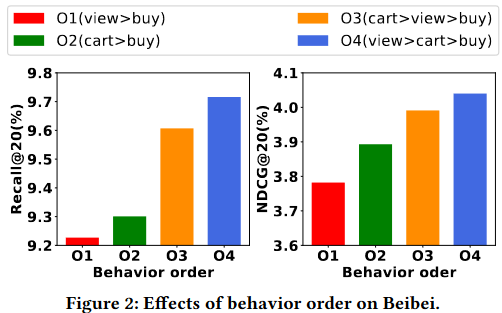 O1(view>buy) O3(cart>view>buy)
O2(cart>buy) O4(view>cart>buy)
Recall@20(%)
9.8
9.7
9.6
9.5
9.4
9.3
9.2
O1 O2 O3 O4
Behavior order
NDCG@20(%)
4.1
4.0
3.9
3.8
3.7
3.6
O1 O2 O3 O4
Behavior oder
Figure 2: Effects of behavior order on Beibei.